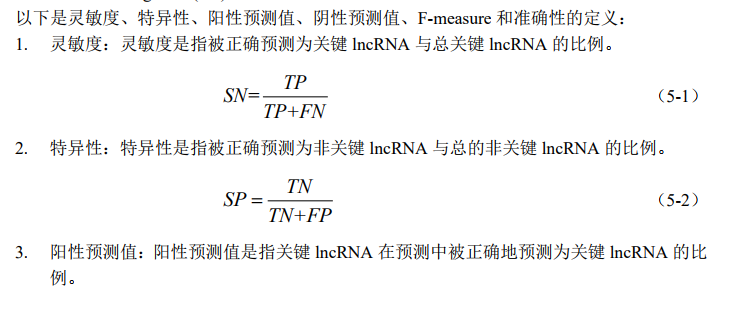 以下是灵敏度、特异性、阳性预测值、阴性预测值、F-measure 和准确性的定义：
1. 灵敏度：灵敏度是指被正确预测为关键 lncRNA 与总关键 lncRNA 的比例。
SN=TP/TP+FN （5-1）
2. 特异性：特异性是指被正确预测为非关键 lncRNA 与总的非关键 lncRNA 的比例。
SP = TN/TN+FP （5-2）
3. 阳性预测值：阳性预测值是指关键 lncRNA 在预测中被正确地预测为关键 lncRNA 的比
例。